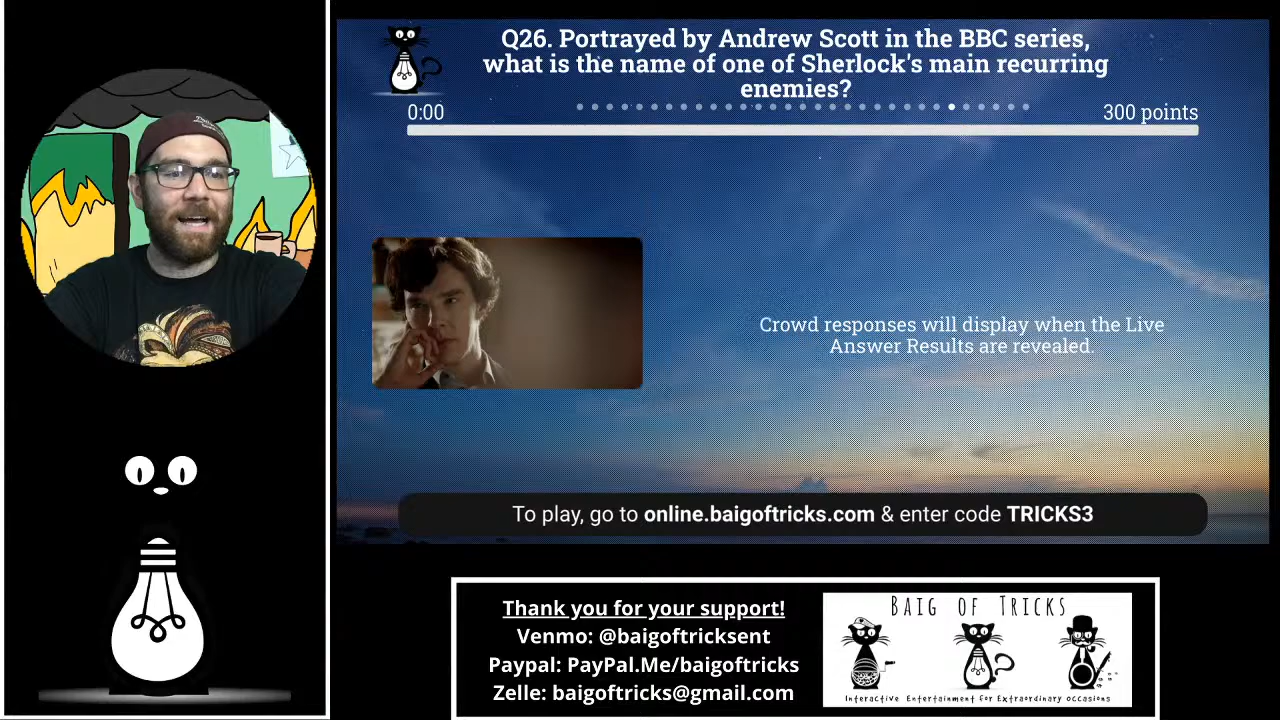 Q26. Portrayed by Andrew Scott in the BBC series,
what is the name of one of Sherlock's main recurring
enemies?
0:00
300 points
Crowd responses will display when the Live
Answer Results are revealed.
To play, go to online.baigoftricks.com & enter code TRICKS3
Thank you for your support!
Venmo: @baigoftricksent
Paypal: PayPal.Me/baigoftricks
Zelle: baigoftricks@gmail.com
BAIG OF TRICKS
Interactive Entertainment for Extraordinary occasions